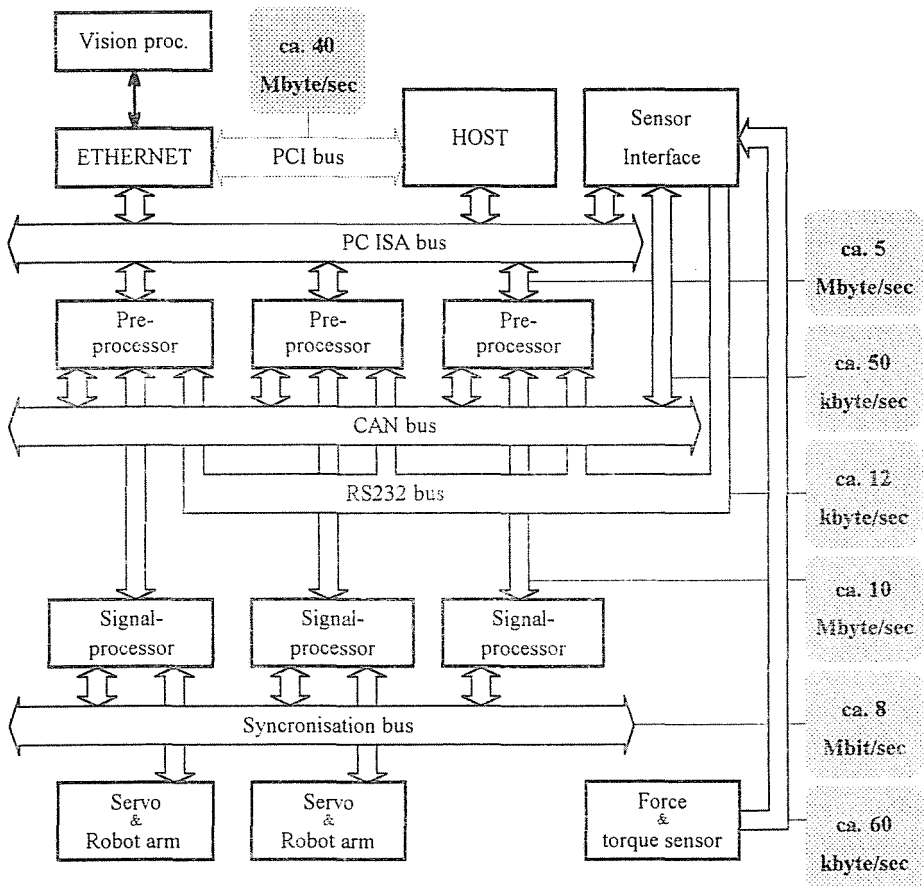 Vision proc.
ca. 40
Mbyte/sec
ETHERNET
PCI bus
HOST
Sensor
Interface
PC ISA bus
ca. 5
Mbyte/sec
Pre-
processor
Pre-
processor
Pre-
processor
ca. 50
kbyte/sec
CAN bus
RS232 bus
ca. 12
kbyte/sec
ca. 10
Mbyte/sec
Signal-
processor
Signal-
processor
Signal-
processor
Syncronisation bus
ca. 8
Mbit/sec
Servo
&
Robot arm
Servo
&
Robot arm
Force
&
torque sensor
ca. 60
kbyte/sec